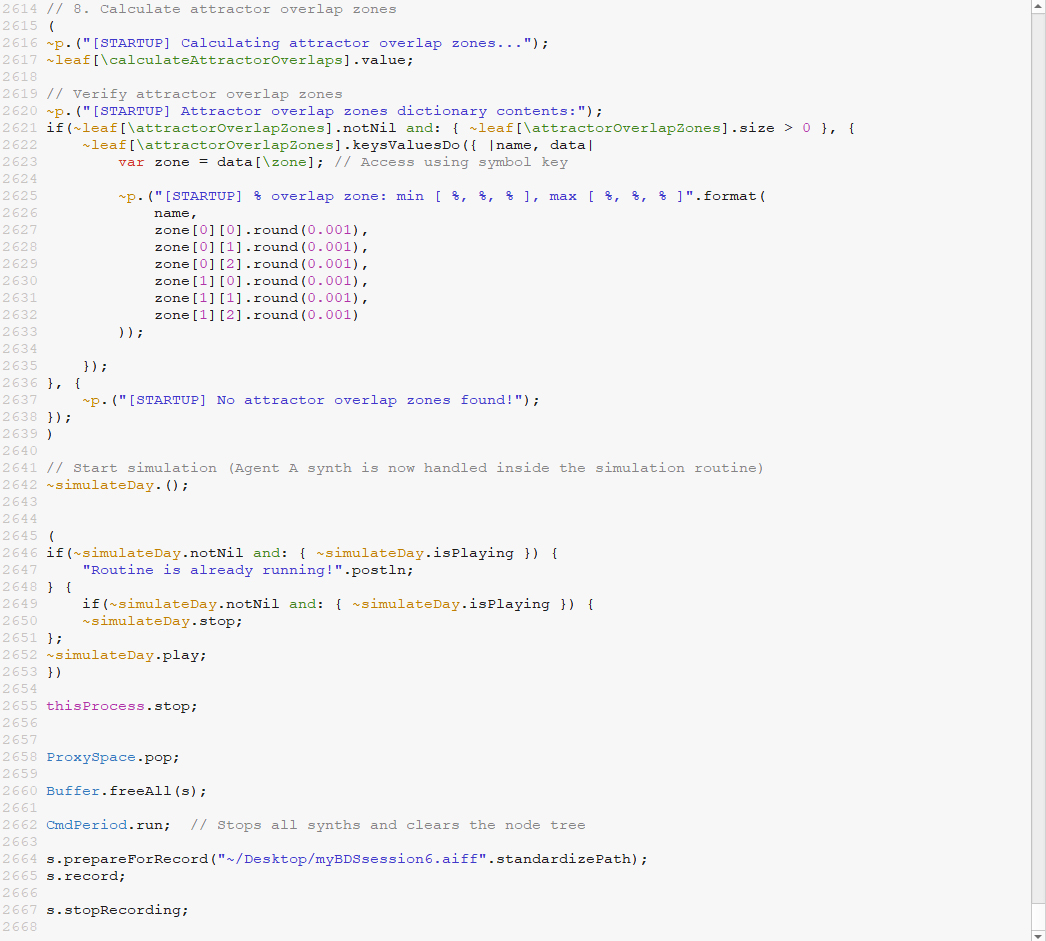 2614 // 8. Calculate attractor overlap zones
2615 (
2616 ~p.("[STARTUP] Calculating attractor overlap zones...");
2617 ~leaf[\calculateAttractorOverlaps].value;
2618
2619 // Verify attractor overlap zones
2620 ~p.("[STARTUP] Attractor overlap zones dictionary contents:");
2621 if(~leaf[\attractorOverlapZones].notNil and: { ~leaf[\attractorOverlapZones].size > 0 }, {
2622     ~leaf[\attractorOverlapZones].keysValuesDo({ |name, data|
2623         var zone = data[\zone]; // Access using symbol key
2624
2625         ~p.("[STARTUP] % overlap zone: min [ %, %, % ], max [ %, %, % ]".format(
2626             name,
2627             zone[0][0].round(0.001),
2628             zone[0][1].round(0.001),
2629             zone[0][2].round(0.001),
2630             zone[1][0].round(0.001),
2631             zone[1][1].round(0.001),
2632             zone[1][2].round(0.001)
2633         ));
2634
2635     });
2636 }, {
2637     ~p.("[STARTUP] No attractor overlap zones found!");
2638 });
2639 )
2640
2641 // Start simulation (Agent A synth is now handled inside the simulation routine)
2642 ~simulateDay.();
2643
2644
2645 (
2646 if(~simulateDay.notNil and: { ~simulateDay.isPlaying }) {
2647     "Routine is already running!".postln;
2648 } {
2649     if(~simulateDay.notNil and: { ~simulateDay.isPlaying }) {
2650     ~simulateDay.stop;
2651 };
2652 ~simulateDay.play;
2653 })
2654
2655 thisProcess.stop;
2656
2657
2658 ProxySpace.pop;
2659
2660 Buffer.freeAll(s);
2661
2662 CmdPeriod.run;  // Stops all synths and clears the node tree
2663
2664 s.prepareForRecord("~/Desktop/myBDSsession6.aiff".standardizePath);
2665 s.record;
2666
2667 s.stopRecording;
2668